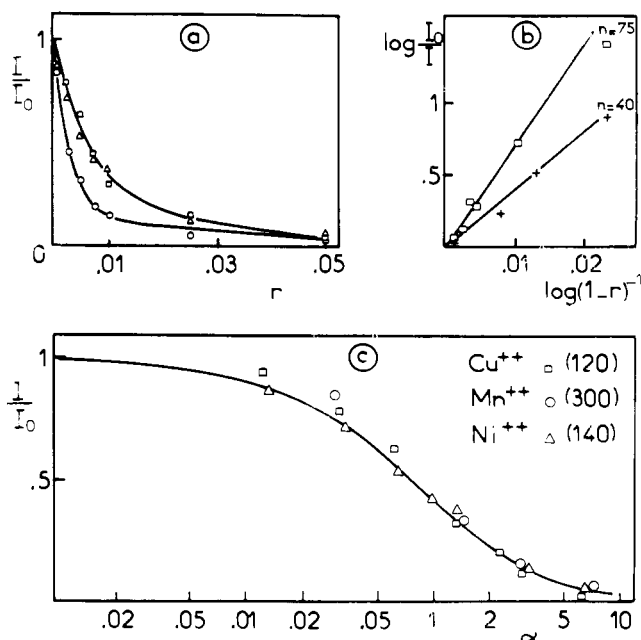 a
1
I/I₀
0
.01
.03
.05
r
b
log I₀/I
n=75
n=40
1
.5
.01
.02
log(1-r)⁻¹
c
1
I/I₀
.5
Cu⁺⁺ □ (120)
Mn⁺⁺ ○ (300)
Ni⁺⁺ △ (140)
.02
.01
.05
1
2
.01
.05
5
10
α